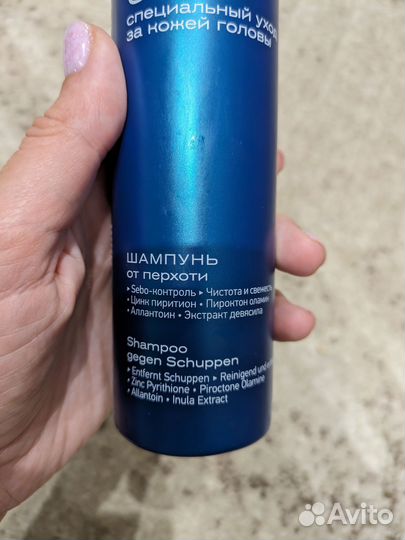 специальный уход
за кожей головы
ШАМПУНЬ
от перхоти
▸ Sebo-контроль ▸ Чистота и свежесть
• Цинк пиритион • Пироктон оламин
• Аллантоин • Экстракт девясила
Shampoo
gegen Schuppen
▸ Entfernt Schuppen ▸ Reinigend und
• Zinc Pyrithione • Piroctone Olamine
• Allantoin • Inula Extract
Avito